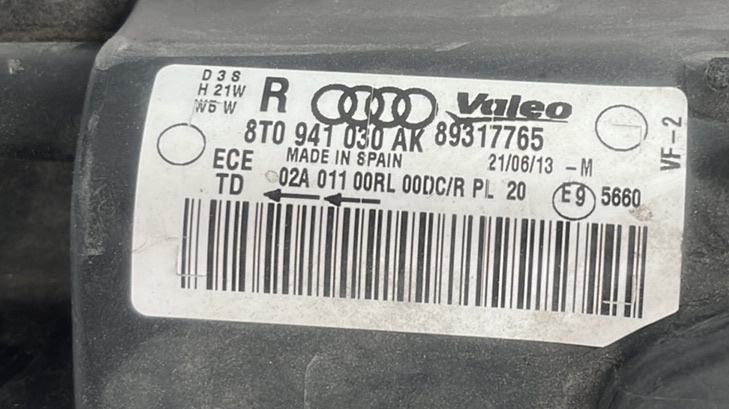 D3S
H 21W
W5W
R
Valeo
8T0 941 030 AK 89317765
ECE
TD
MADE IN SPAIN
21/06/13 -M
02A 011 00RL 00DC/R PL 20
E9 5660
VF-2